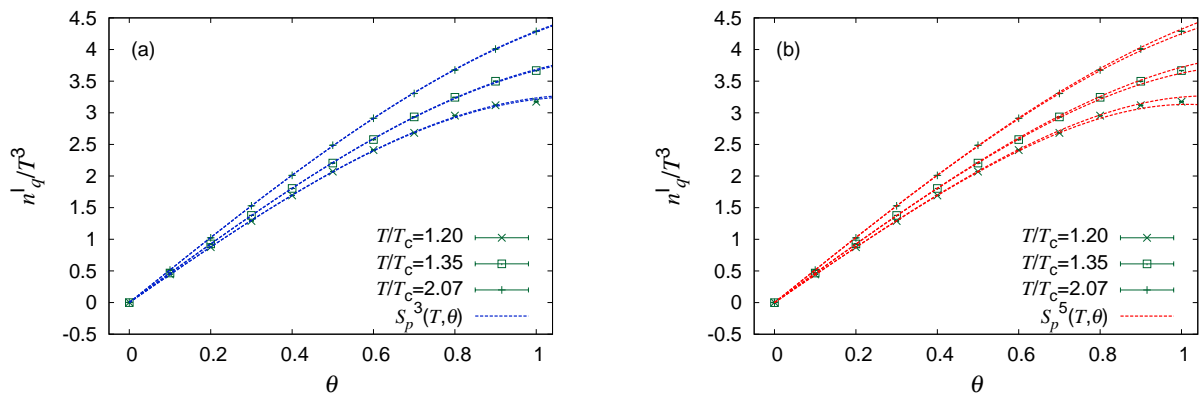 4.5
4
3.5
3
2.5
2
1.5
1
0.5
0
-0.5
n_q^I/T^3
(a)
T/T_c=1.20
T/T_c=1.35
T/T_c=2.07
S_p^3(T,θ)
0 0.2 0.4 0.6 0.8 1
θ
4.5
4
3.5
3
2.5
2
1.5
1
0.5
0
-0.5
n_q^I/T^3
(b)
T/T_c=1.20
T/T_c=1.35
T/T_c=2.07
S_p^5(T,θ)
0 0.2 0.4 0.6 0.8 1
θ